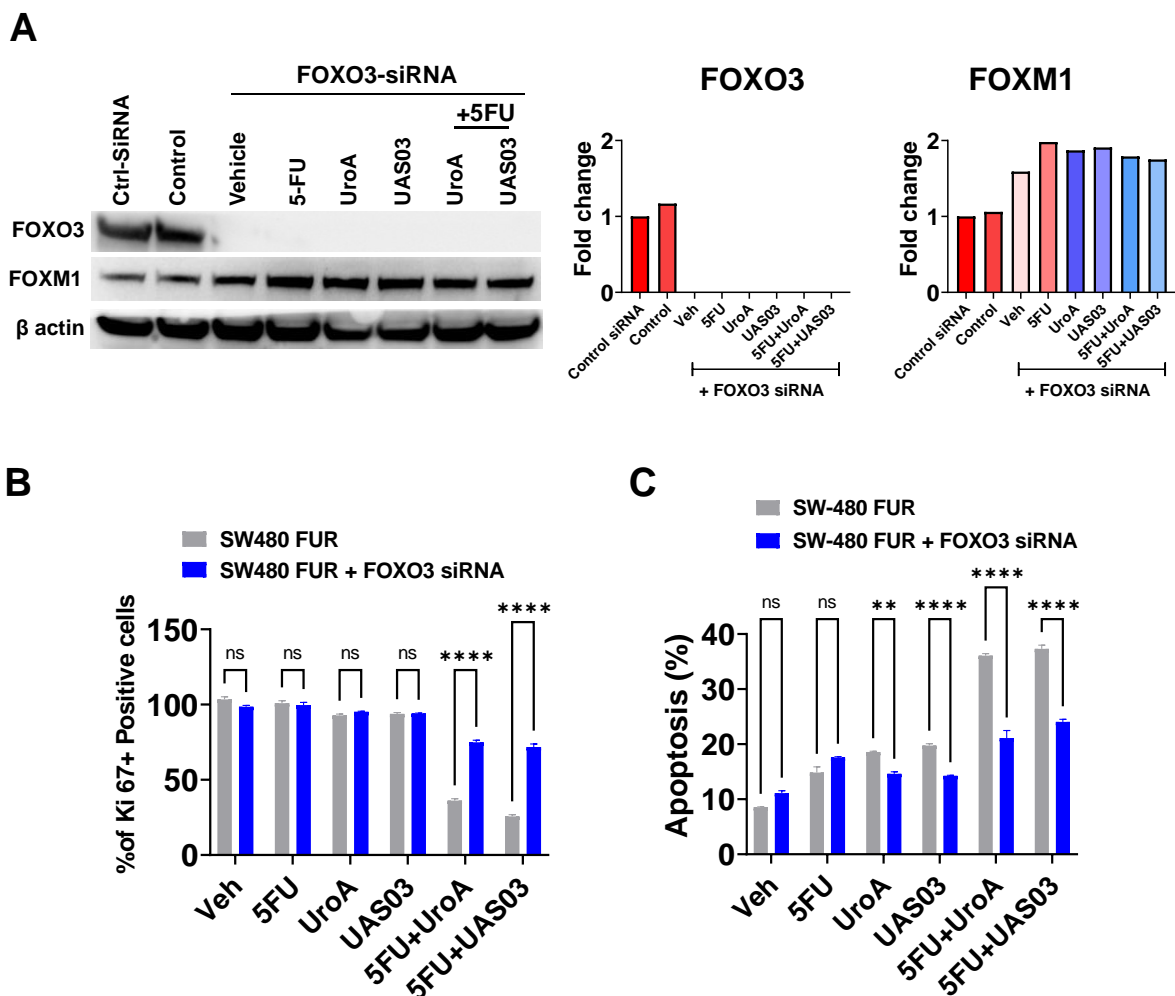 A
FOXO3-siRNA
+5FU
Ctrl-SiRNA
Control
Vehicle
5-FU
UroA
UAS03
UroA
UAS03
FOXO3
FOXM1
β actin
FOXO3
Fold change
2
1
0
Control siRNA
Control
Veh
5FU
UroA
UAS03
5FU+UroA
5FU+UAS03
+ FOXO3 siRNA
FOXM1
Fold change
2
1
0
Control siRNA
Control
Veh
5FU
UroA
UAS03
5FU+UroA
5FU+UAS03
+ FOXO3 siRNA
B
SW480 FUR
SW480 FUR + FOXO3 siRNA
%of Ki 67+ Positive cells
150
100
50
0
ns
ns
ns
ns
****
****
Veh
5FU
UroA
UAS03
5FU+UroA
5FU+UAS03
C
SW-480 FUR
SW-480 FUR + FOXO3 siRNA
Apoptosis (%)
40
30
20
10
0
ns
ns
**
****
****
****
Veh
5FU
UroA
UAS03
5FU+UroA
5FU+UAS03